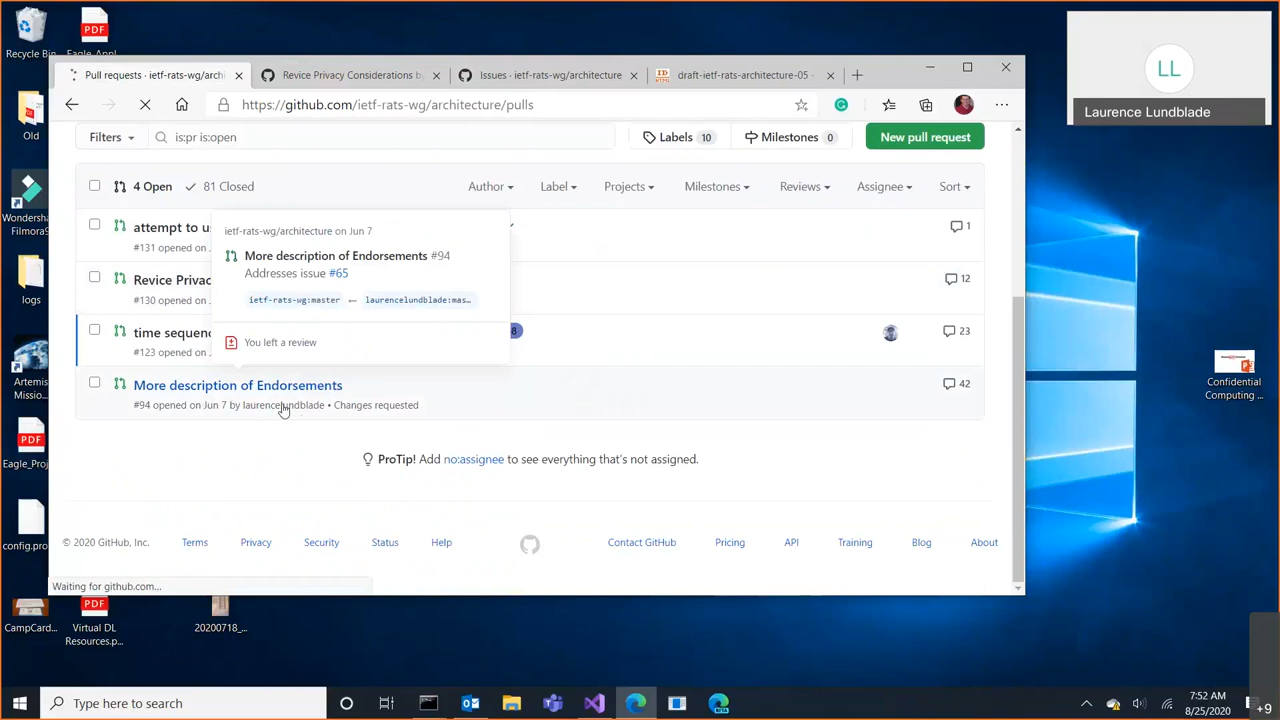 Recycle Bin
Eagle_Appl...
Old
Wondersha...
Filmora9
logs
Artemis
Missio...
Eagle_Proj...
config.pro...
CampCard...
Virtual DL
Resources.p...
20200718_...
PDF
PDF
PDF
Pull requests · ietf-rats-wg/archi
Revice Privacy Considerations by
Issues · ietf-rats-wg/architecture
draft-ietf-rats-architecture-05 -
https://github.com/ietf-rats-wg/architecture/pulls
Filters
is:pr is:open
Labels 10
Milestones 0
New pull request
4 Open
81 Closed
Author
Label
Projects
Milestones
Reviews
Assignee
Sort
attempt to u
#131 opened on
1
Revice Privac
#130 opened on
12
time sequenc
#123 opened on
8
23
ietf-rats-wg/architecture on Jun 7
More description of Endorsements #94
Addresses issue #65
ietf-rats-wg:master ← laurencelundblade:mas…
You left a review
More description of Endorsements
#94 opened on Jun 7 by laurencelundblade • Changes requested
42
ProTip! Add no:assignee to see everything that's not assigned.
© 2020 GitHub, Inc.
Terms
Privacy
Security
Status
Help
Contact GitHub
Pricing
API
Training
Blog
About
Waiting for github.com...
LL
Laurence Lundblade
Confidential
Computing ...
Type here to search
7:52 AM
8/25/2020
+9